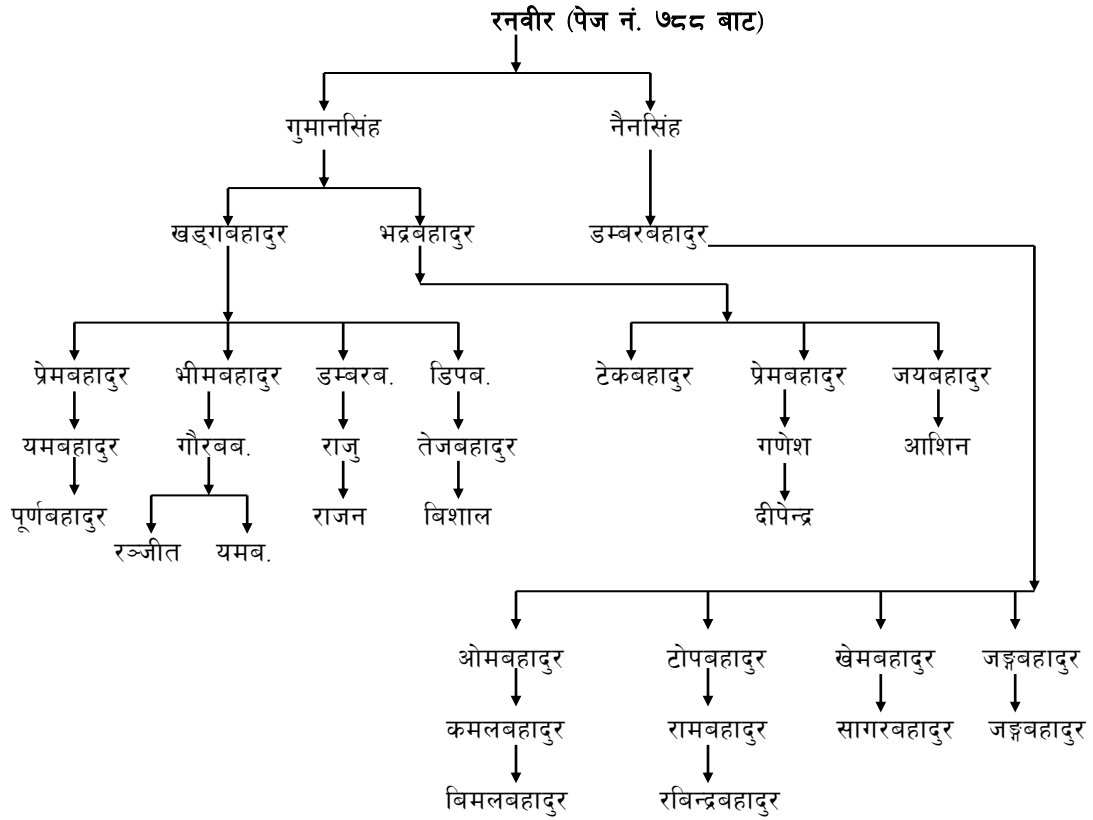 रनवीर (पेज नं. ७८८ बाट)
गुमानसिंह नैनसिंह
खड्गबहादुर भद्रबहादुर डम्बरबहादुर
प्रेमबहादुर भीमबहादुर डम्बरब. डिपब. टेकबहादुर प्रेमबहादुर जयबहादुर
यमबहादुर गौरबब. राजु तेजबहादुर गणेश आशिन
पूर्णबहादुर राजन बिशाल दीपेन्द्र
रञ्जीत यमब.
ओमबहादुर टोपबहादुर खेमबहादुर जङ्गबहादुर
कमलबहादुर रामबहादुर सागरबहादुर जङ्गबहादुर
बिमलबहादुर रबिन्द्रबहादुर